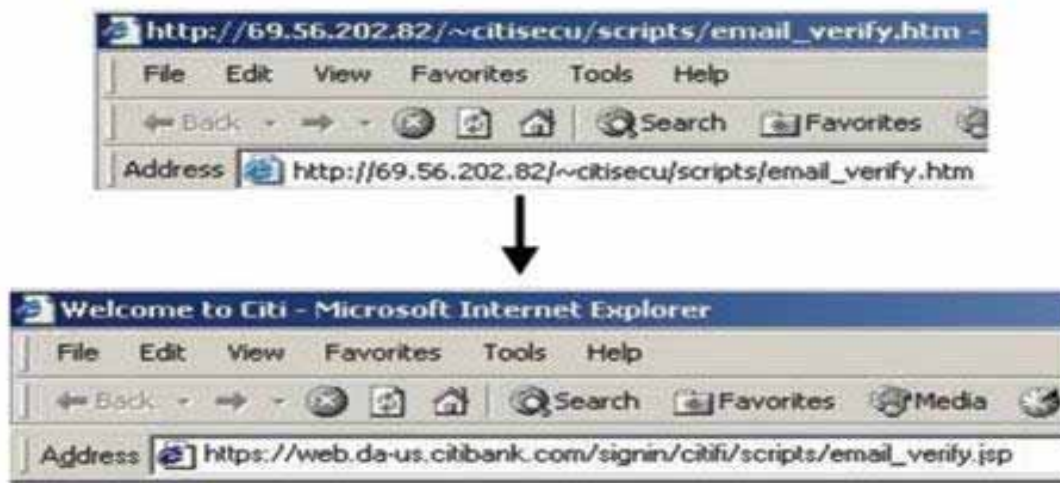 http://69.56.202.82/~citisecu/scripts/email_verify.htm -
File Edit View Favorites Tools Help
Back Search Favorites
Address http://69.56.202.82/~citisecu/scripts/email_verify.htm
Welcome to Citi - Microsoft Internet Explorer
File Edit View Favorites Tools Help
Back Search Favorites Media
Address https://web.da-us.citibank.com/signin/citifi/scripts/email_verify.jsp